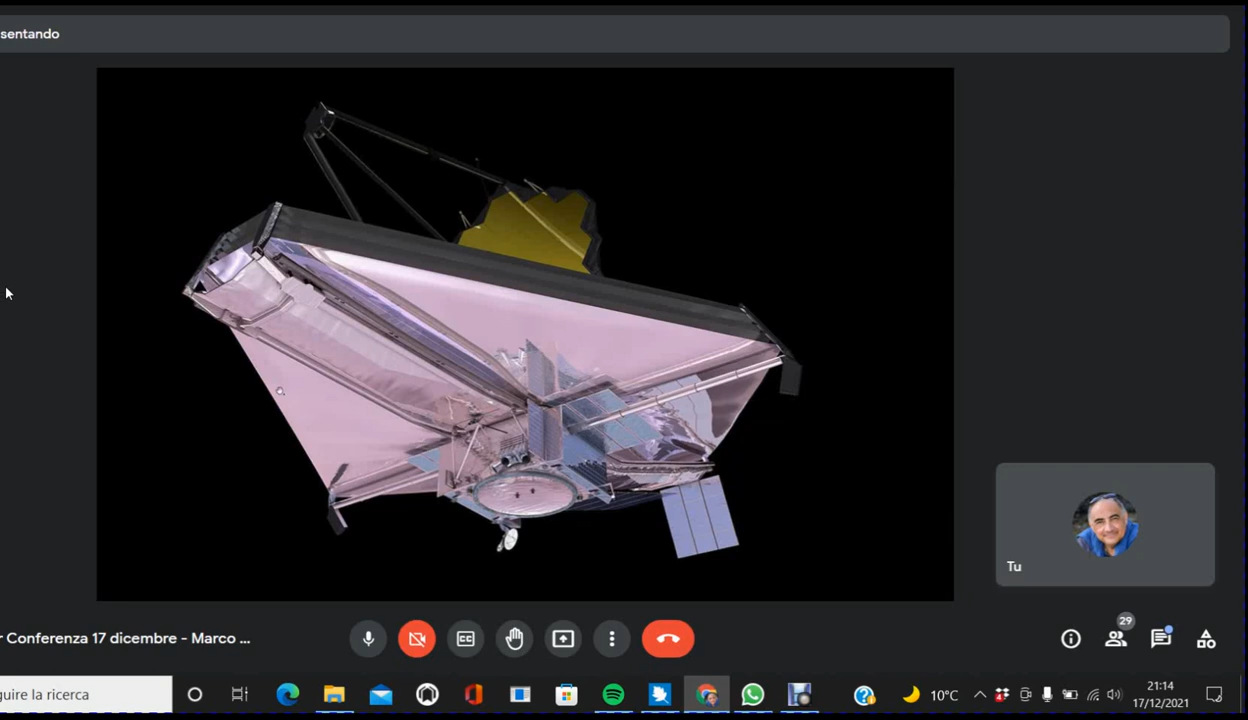 sentando
Tu
r Conferenza 17 dicembre - Marco ...
29
guire la ricerca
10°C
21:14
17/12/2021